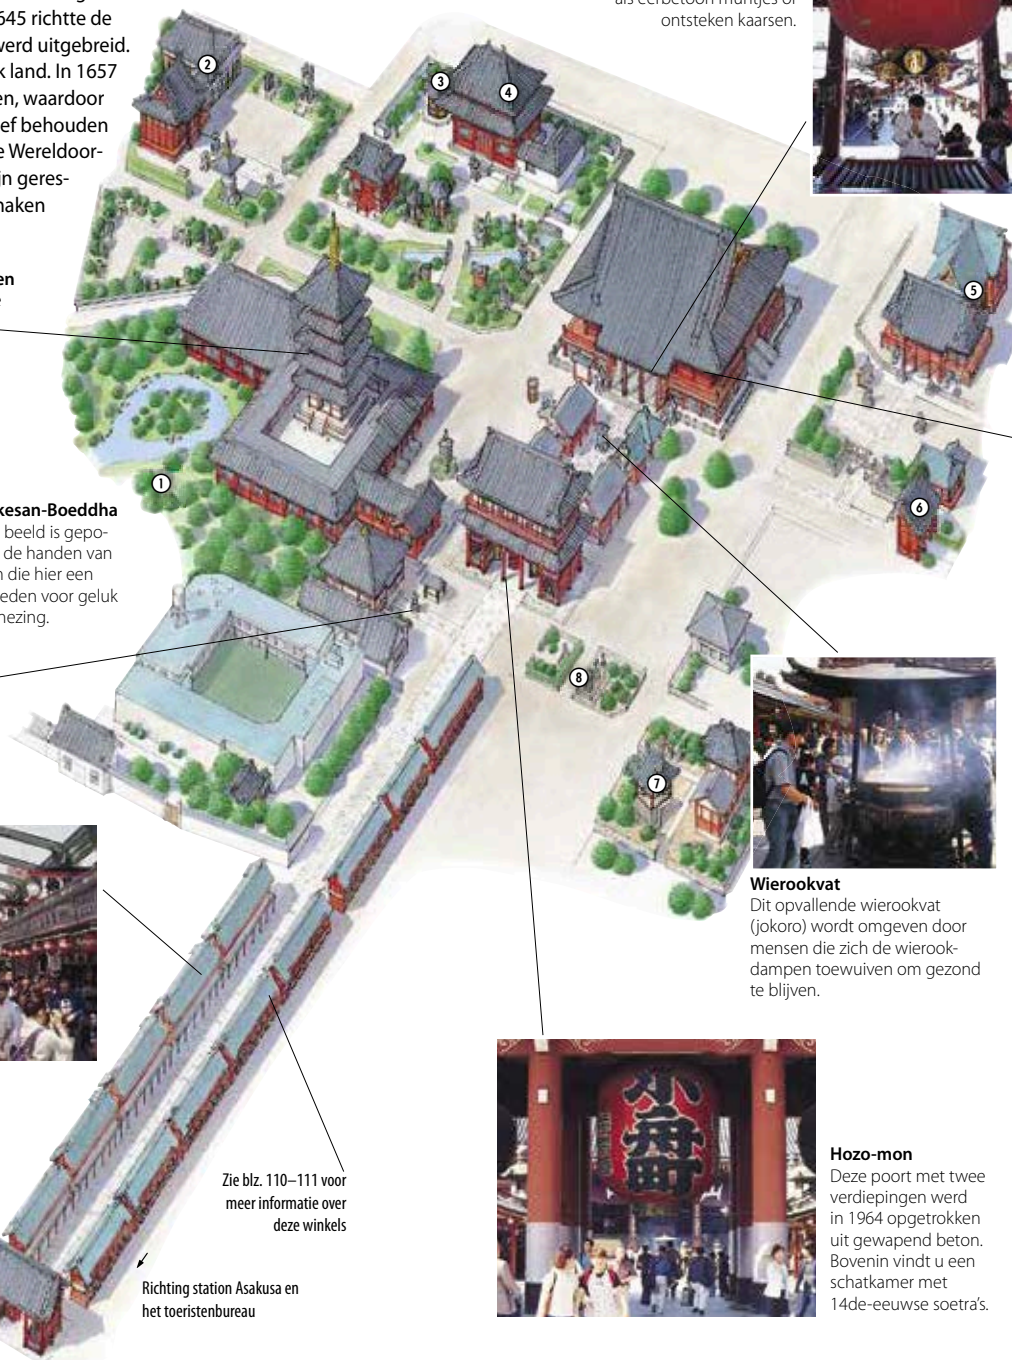 645 richtte de
werd uitgebreid.
k land. In 1657
en, waardoor
ef behouden
e Wereldoor-
jn geres-
naken
ontsteken kaarsen.
en
kesan-Boeddha
beeld is gepo-
de handen van
n die hier een
eden voor geluk
nezing.
1
2
3
4
5
6
7
8
Wierookvat
Dit opvallende wierookvat
(jokoro) wordt omgeven door
mensen die zich de wierook-
dampen toewuiven om gezond
te blijven.
Zie blz. 110–111 voor
meer informatie over
deze winkels
Richting station Asakusa en
het toeristenbureau
小舟町
Hozo-mon
Deze poort met twee
verdiepingen werd
in 1964 opgetrokken
uit gewapend beton.
Bovenin vindt u een
schatkamer met
14de-eeuwse soetra's.